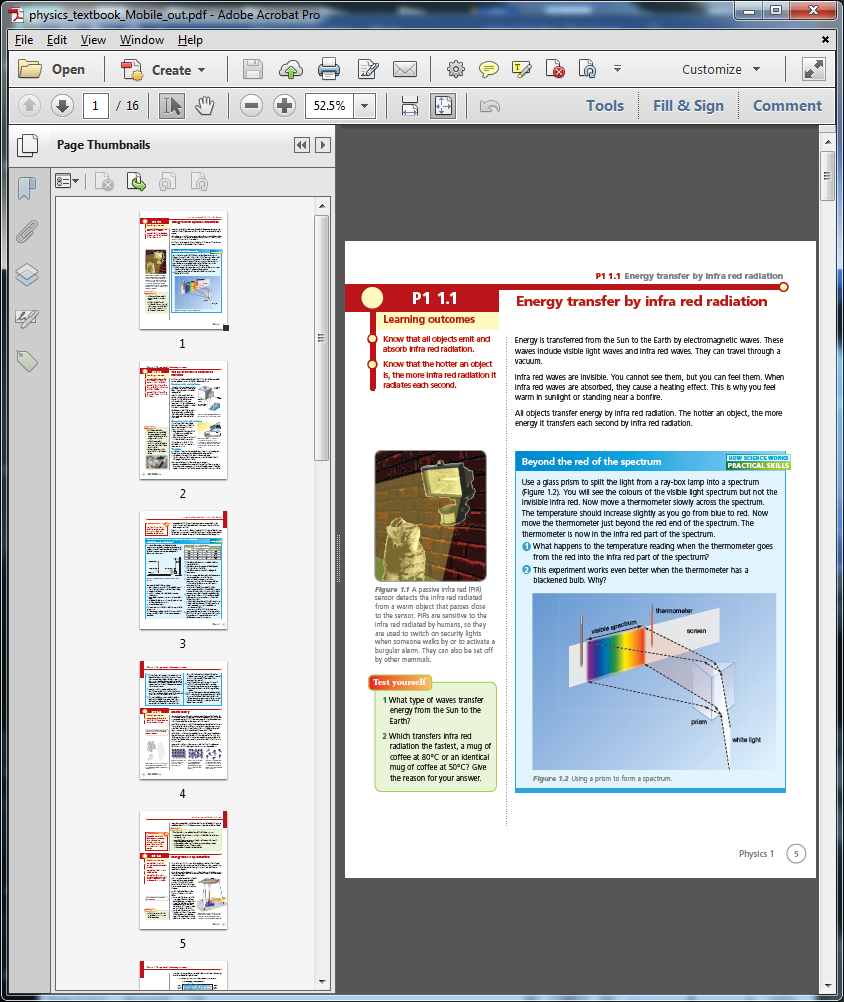 physics_textbook_Mobile_out.pdf - Adobe Acrobat Pro
File Edit View Window Help
Open Create Customize
1 / 16 52.5% Tools Fill & Sign Comment
Page Thumbnails
1
2
3
4
5
P1 1.1 Energy transfer by infra red radiation
P1 1.1
Learning outcomes
Know that all objects emit and
absorb infra red radiation.
Know that the hotter an object
is, the more infra red radiation it
radiates each second.
Energy transfer by infra red radiation
Energy is transferred from the Sun to the Earth by electromagnetic waves. These
waves include visible light waves and infra red waves. They can travel through a
vacuum.
Infra red waves are invisible. You cannot see them, but you can feel them. When
infra red waves are absorbed, they cause a heating effect. This is why you feel
warm in sunlight or standing near a bonfire.
All objects transfer energy by infra red radiation. The hotter an object, the more
energy it transfers each second by infra red radiation.
Figure 1.1 A passive infra red (PIR)
sensor detects the infra red radiated
from a warm object that passes close
to the sensor. PIRs are sensitive to the
infra red radiated by humans, so they
are used to switch on security lights
when someone walks by or to activate a
burgular alarm. They can also be set off
by other mammals.
Test yourself
1 What type of waves transfer
energy from the Sun to the
Earth?
2 Which transfers infra red
radiation the fastest, a mug of
coffee at 80°C or an identical
mug of coffee at 50°C? Give
the reason for your answer.
Beyond the red of the spectrum
HOW SCIENCE WORKS
PRACTICAL SKILLS
Use a glass prism to split the light from a ray-box lamp into a spectrum
(Figure 1.2). You will see the colours of the visible light spectrum but not the
invisible infra red. Now move a thermometer slowly across the spectrum.
The temperature should increase slightly as you go from blue to red. Now
move the thermometer just beyond the red end of the spectrum. The
thermometer is now in the infra red part of the spectrum.
1 What happens to the temperature reading when the thermometer goes
from the red into the infra red part of the spectrum?
2 This experiment works even better when the thermometer has a
blackened bulb. Why?
thermometer
visible spectrum
screen
prism
white light
Figure 1.2 Using a prism to form a spectrum.
Physics 1 5